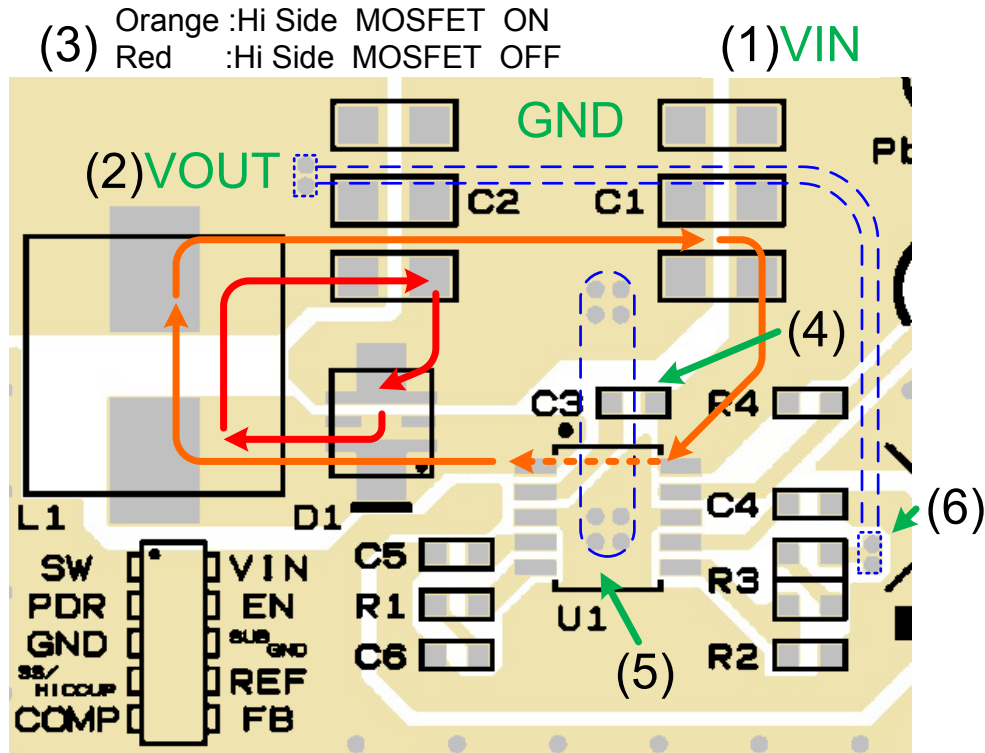 (3) Orange :Hi Side MOSFET ON
Red :Hi Side MOSFET OFF
(1)VIN
GND
Pb
(2)VOUT
C2
C1
(4)
C3
R4
L1
D1
C4
(6)
SW
VIN
C5
R3
PDR
EN
R1
U1
GND
SUB GND
C6
R2
(5)
SS/
HICCUP
REF
COMP
FB